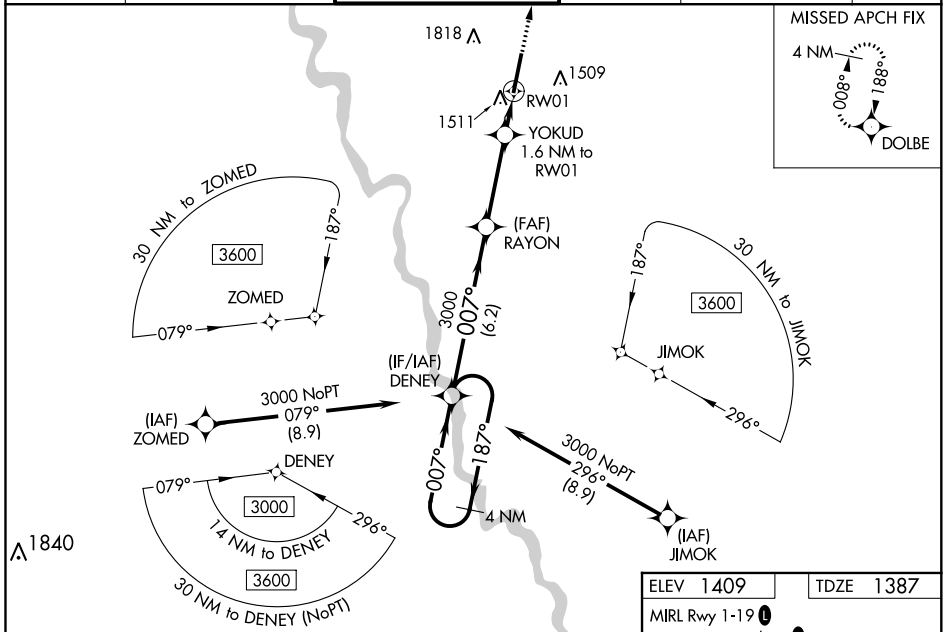 MISSED APCH FIX
4 NM
008°
188°
DOLBE
1818
1509
1511
RW01
YOKUD
1.6 NM to
RW01
30 NM to ZOMED
187°
3600
ZOMED
079°
(FAF)
RAYON
3000
007°
(6.2)
187°
30 NM to JIMOK
3600
JIMOK
296°
(IF/IAF)
DENEY
3000 NoPT
079°
(8.9)
(IAF)
ZOMED
007°
187°
4 NM
3000 NoPT
296°
(8.9)
(IAF)
JIMOK
DENEY
079°
296°
3000
14 NM to DENEY
3600
30 NM to DENEY (NoPT)
1840
ELEV 1409
TDZE 1387
MIRL Rwy 1-19 L